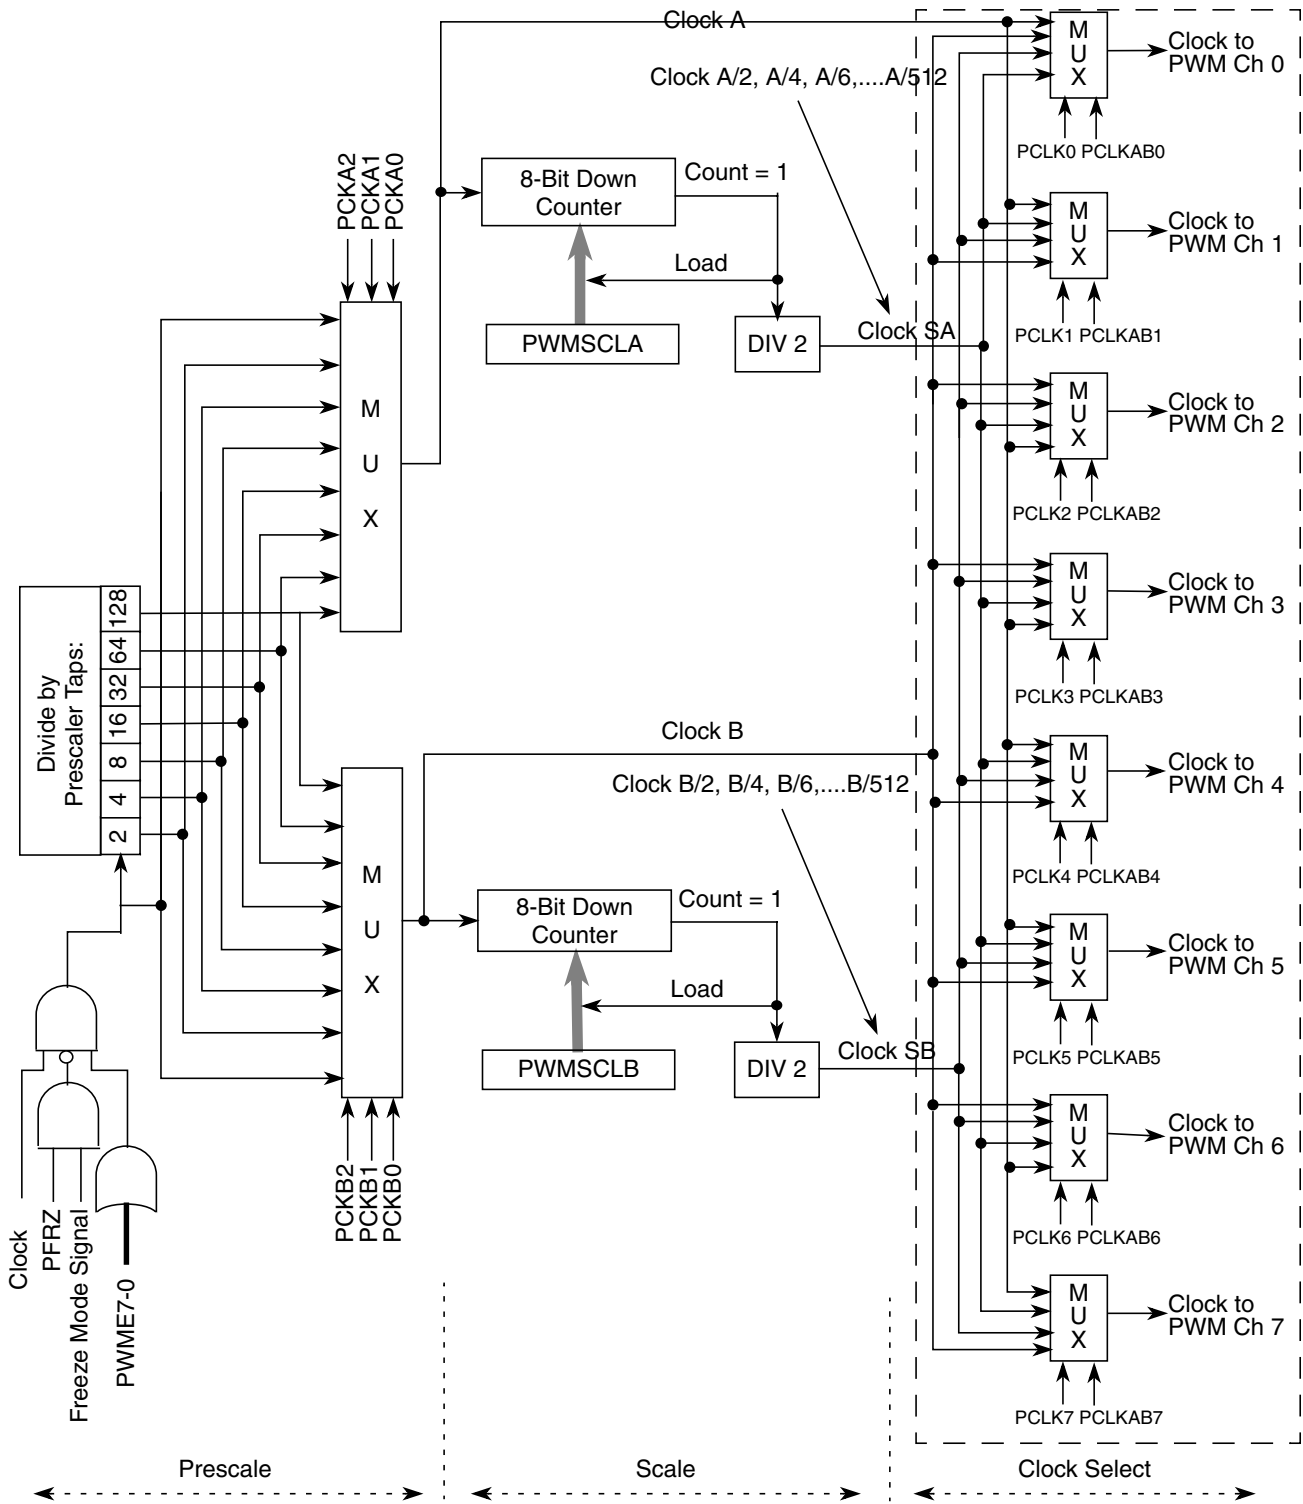 Clock A
Clock A/2, A/4, A/6,....A/512
PCKA2
PCKA1
PCKA0
8-Bit Down
Counter
Count = 1
Load
PWMSCLA
DIV 2
Clock SA
M
U
X
Divide by
Prescaler Taps:
128
64
32
16
8
4
2
M
U
X
PCKB2
PCKB1
PCKB0
Clock
PFRZ
Freeze Mode Signal
PWME7-0
Clock B
Clock B/2, B/4, B/6,....B/512
8-Bit Down
Counter
Count = 1
Load
PWMSCLB
DIV 2
Clock SB
M
U
X
Clock to
PWM Ch 0
PCLK0 PCLKAB0
M
U
X
Clock to
PWM Ch 1
PCLK1 PCLKAB1
M
U
X
Clock to
PWM Ch 2
PCLK2 PCLKAB2
M
U
X
Clock to
PWM Ch 3
PCLK3 PCLKAB3
M
U
X
Clock to
PWM Ch 4
PCLK4 PCLKAB4
M
U
X
Clock to
PWM Ch 5
PCLK5 PCLKAB5
M
U
X
Clock to
PWM Ch 6
PCLK6 PCLKAB6
M
U
X
Clock to
PWM Ch 7
PCLK7 PCLKAB7
Prescale
Scale
Clock Select